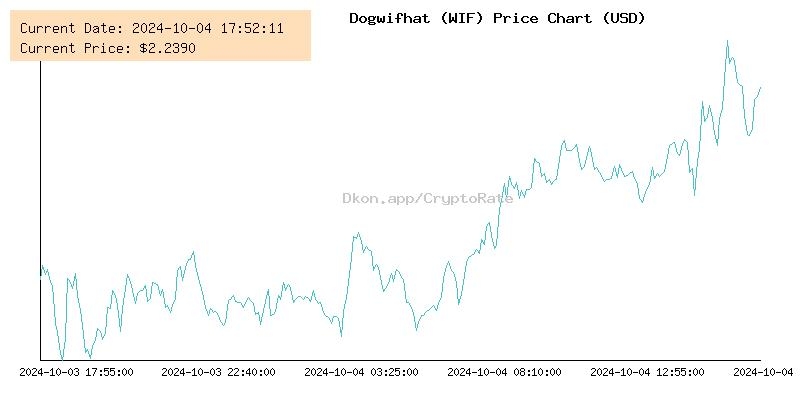 Dogwifhat (WIF) Price Chart (USD)
Current Date: 2024-10-04 17:52:11
Current Price: $2.2390
Dkon.app/CryptoRate
2024-10-03 17:55:00 2024-10-03 22:40:00 2024-10-04 03:25:00 2024-10-04 08:10:00 2024-10-04 12:55:00 2024-10-04